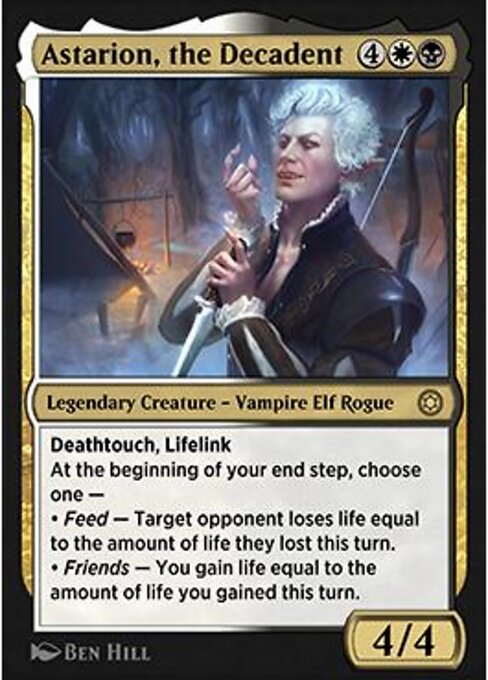 Astarion, the Decadent 4
Legendary Creature – Vampire Elf Rogue
Deathtouch, Lifelink
At the beginning of your end step, choose
one —
• Feed — Target opponent loses life equal
to the amount of life they lost this turn.
• Friends — You gain life equal to the
amount of life you gained this turn.
4/4
BEN HILL